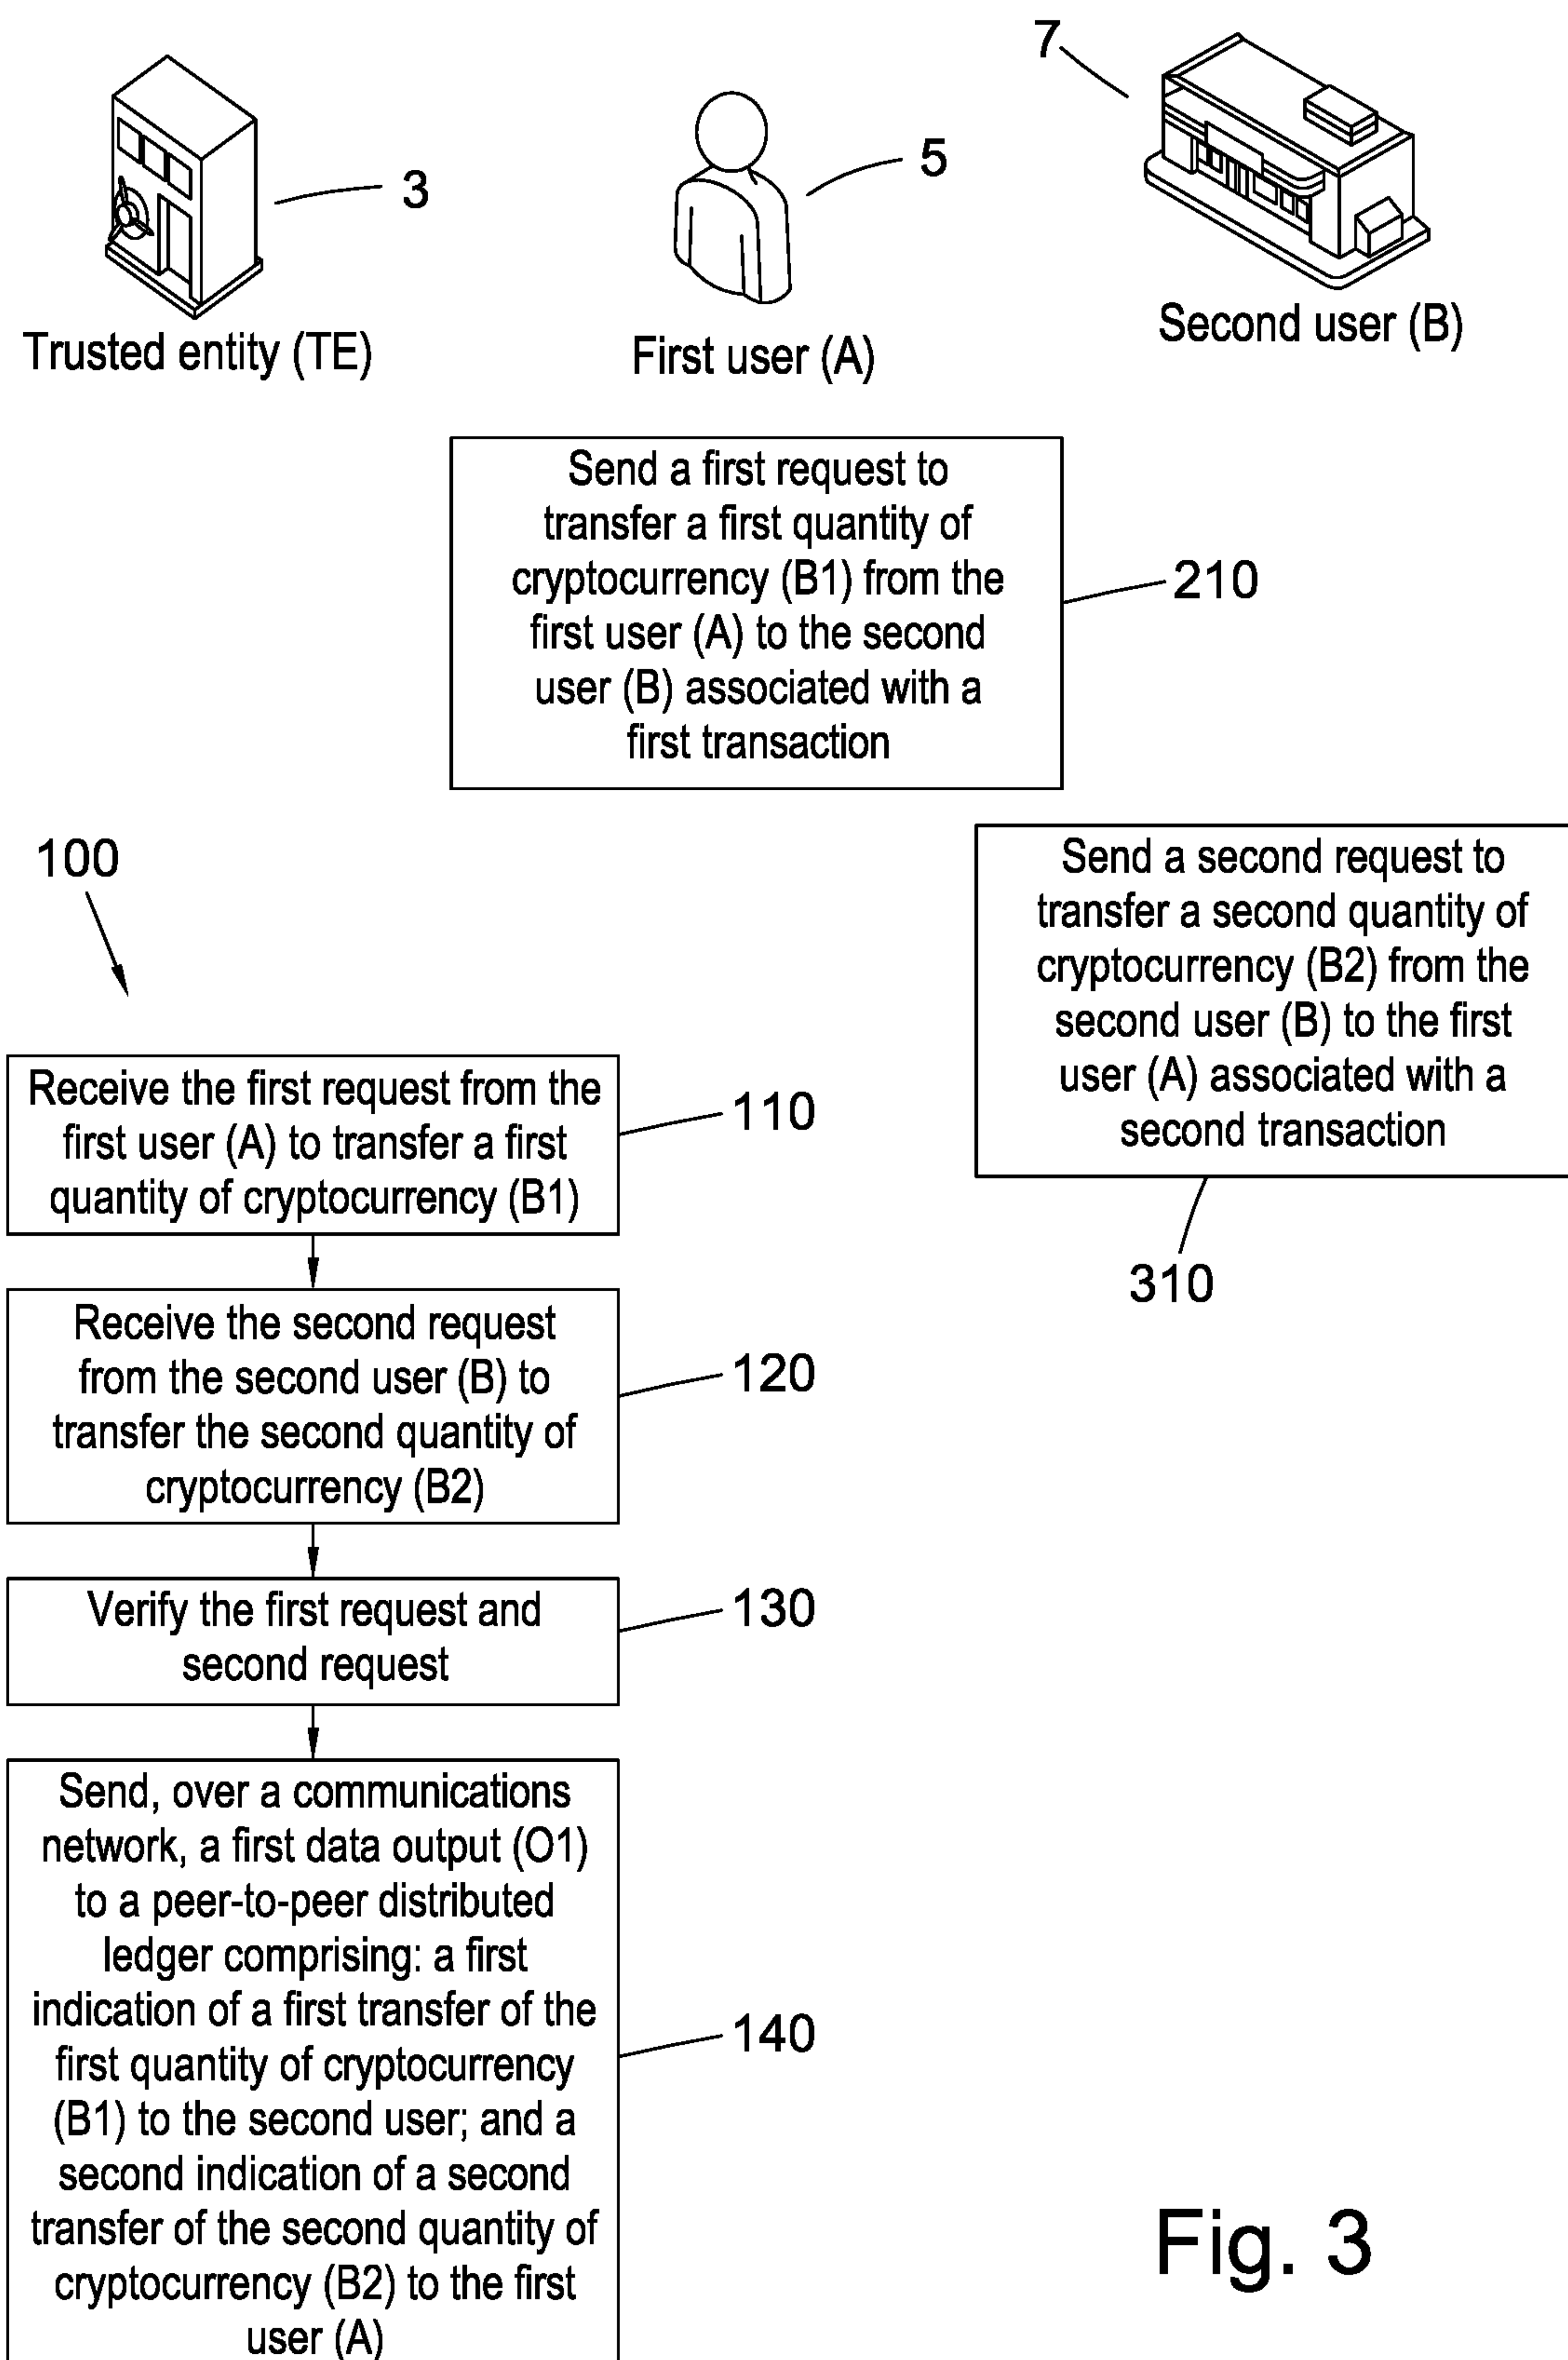 7
5
3
Trusted entity (TE)
First user (A)
Second user (B)
Send a first request to
transfer a first quantity of
cryptocurrency (B1) from the
first user (A) to the second
user (B) associated with a
first transaction
210
100
Send a second request to
transfer a second quantity of
cryptocurrency (B2) from the
second user (B) to the first
user (A) associated with a
second transaction
310
Receive the first request from the
first user (A) to transfer a first
quantity of cryptocurrency (B1)
110
Receive the second request
from the second user (B) to
transfer the second quantity of
cryptocurrency (B2)
120
Verify the first request and
second request
130
Send, over a communications
network, a first data output (O1)
to a peer-to-peer distributed
ledger comprising: a first
indication of a first transfer of the
first quantity of cryptocurrency
(B1) to the second user; and a
second indication of a second
transfer of the second quantity of
cryptocurrency (B2) to the first
user (A)
140
Fig. 3